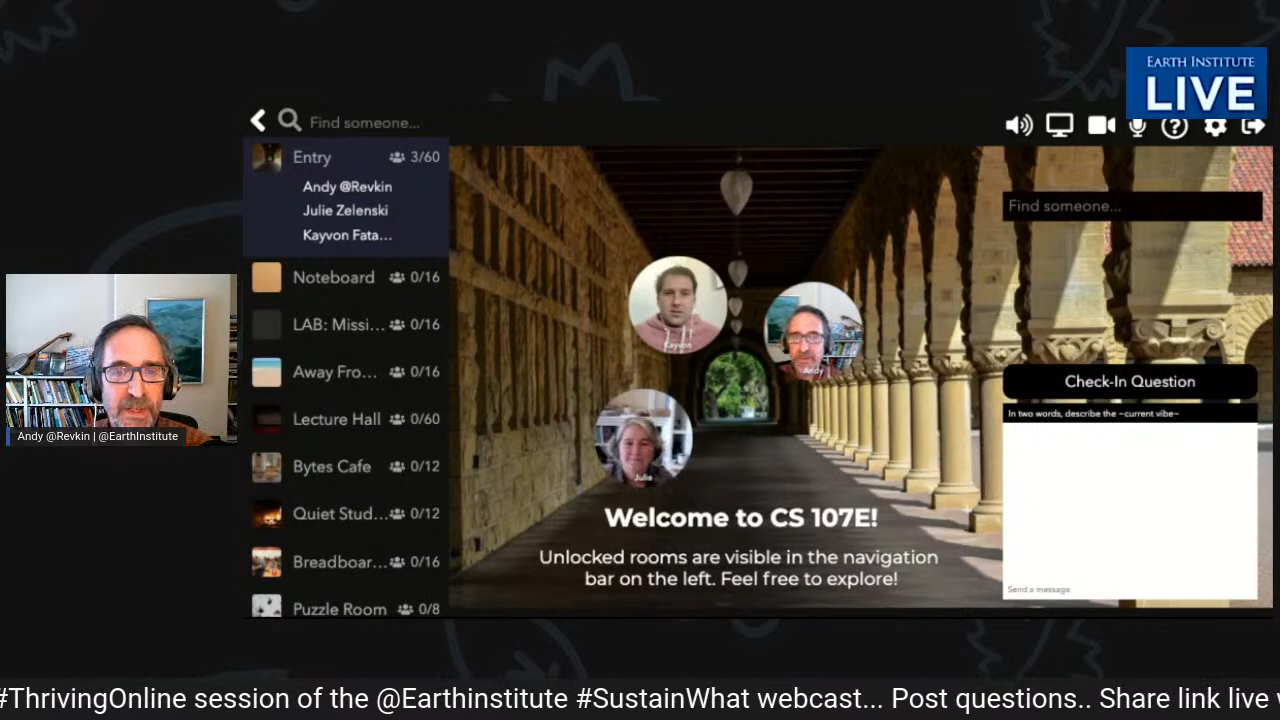 EARTH INSTITUTE
LIVE
Find someone...
Entry 3/60
Andy @Revkin
Julie Zelenski
Kayvon Fata...
Noteboard 0/16
LAB: Missi... 0/16
Away Fro... 0/16
Lecture Hall 0/60
Bytes Cafe 0/12
Quiet Stud... 0/12
Breadboar... 0/16
Puzzle Room 0/8
Andy @Revkin | @EarthInstitute
Kayvon
Andy
Julie
Welcome to CS 107E!
Unlocked rooms are visible in the navigation
bar on the left. Feel free to explore!
Find someone...
Check-In Question
In two words, describe the ~current vibe~
Send a message
#ThrivingOnline session of the @Earthinstitute #SustainWhat webcast... Post questions.. Share link live